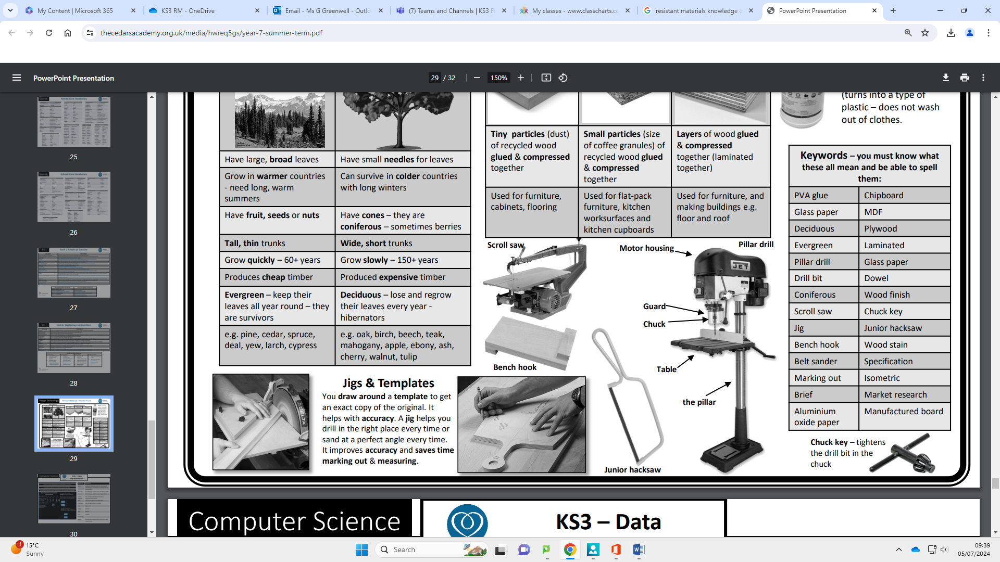 My Content | Microsoft 365
KS3 RM - OneDrive
Email - Ms G Greenwell - Outlo
(7) Teams and Channels | KS3 F
My classes - www.classcharts.co
resistant materials knowledge o
PowerPoint Presentation
thecedarsacademy.org.uk/media/hwreq5gs/year-7-summer-term.pdf
PowerPoint Presentation
29 / 32
150%
25
26
27
28
29
30
Have large, broad leaves
Have small needles for leaves
Grow in warmer countries
- need long, warm
summers
Can survive in colder countries
with long winters
Have fruit, seeds or nuts
Have cones – they are
coniferous – sometimes berries
Tall, thin trunks
Wide, short trunks
Grow quickly – 60+ years
Grow slowly – 150+ years
Produces cheap timber
Produced expensive timber
Evergreen – keep their
leaves all year round – they
are survivors
Deciduous – lose and regrow
their leaves every year -
hibernators
e.g. pine, cedar, spruce,
deal, yew, larch, cypress
e.g. oak, birch, beech, teak,
mahogany, apple, ebony, ash,
cherry, walnut, tulip
Jigs & Templates
You draw around a template to get
an exact copy of the original. It
helps with accuracy. A jig helps you
drill in the right place every time or
sand at a perfect angle every time.
It improves accuracy and saves time
marking out & measuring.
DELTA
Tiny particles (dust)
of recycled wood
glued & compressed
together
Small particles (size
of coffee granules) of
recycled wood glued
& compressed
together
Layers of wood glued
& compressed
together (laminated
together)
Used for furniture,
cabinets, flooring
Used for flat-pack
furniture, kitchen
worksurfaces and
kitchen cupboards
Used for furniture, and
making buildings e.g.
floor and roof
Scroll saw
Bench hook
Junior hacksaw
Motor housing
Pillar drill
JET
Guard
Chuck
Table
the pillar
(turns into a type of
plastic – does not wash
out of clothes.
Keywords – you must know what
these all mean and be able to spell
them:
PVA glue
Chipboard
Glass paper
MDF
Deciduous
Plywood
Evergreen
Laminated
Pillar drill
Glass paper
Drill bit
Dowel
Coniferous
Wood finish
Scroll saw
Chuck key
Jig
Junior hacksaw
Bench hook
Wood stain
Belt sander
Specification
Marking out
Isometric
Brief
Market research
Aluminium
oxide paper
Manufactured board
Chuck key – tightens
the drill bit in the
chuck
Computer Science
KS3 – Data
1
15°C
Sunny
Search
09:39
05/07/2024